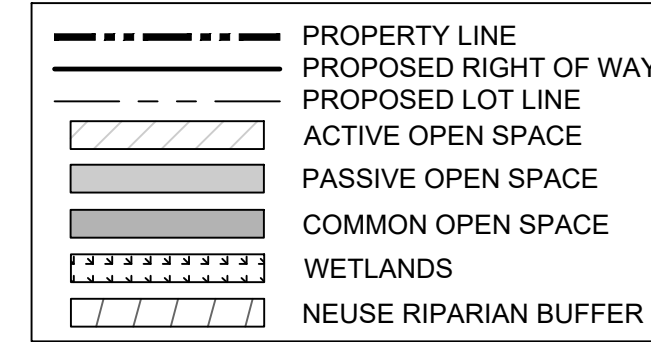 PROPERTY LINE
PROPOSED RIGHT OF WAY
PROPOSED LOT LINE
ACTIVE OPEN SPACE
PASSIVE OPEN SPACE
COMMON OPEN SPACE
WETLANDS
NEUSE RIPARIAN BUFFER